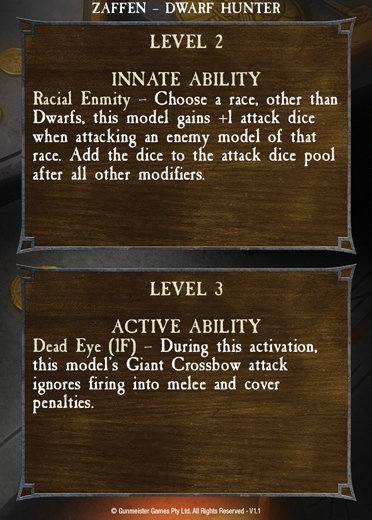 ZAFFEN – DWARF HUNTER
LEVEL 2
INNATE ABILITY
Racial Enmity – Choose a race, other than
Dwarfs, this model gains +1 attack dice
when attacking an enemy model of that
race. Add the dice to the attack dice pool
after all other modifiers.
LEVEL 3
ACTIVE ABILITY
Dead Eye (1F) – During this activation,
this model's Giant Crossbow attack
ignores firing into melee and cover
penalties.
© Gunmeister Games Pty Ltd. All Rights Reserved - V1.1